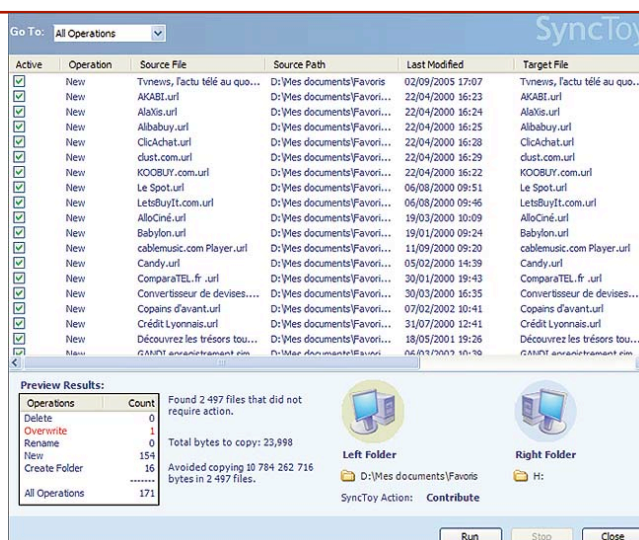 Go To: All Operations SyncToy
Active Operation Source File Source Path Last Modified Target File
New Tvnews, l'actu télé au quo... D:\Mes documents\Favoris 02/09/2005 17:07 Tvnews, l'actu télé au quo...
New AKABI.url D:\Mes documents\Favori... 22/04/2000 16:23 AKABI.url
New AlaXis.url D:\Mes documents\Favori... 22/04/2000 16:24 AlaXis.url
New Alibabuy.url D:\Mes documents\Favori... 22/04/2000 16:25 Alibabuy.url
New ClicAchat.url D:\Mes documents\Favori... 22/04/2000 16:28 ClicAchat.url
New clust.com.url D:\Mes documents\Favori... 22/04/2000 16:29 clust.com.url
New KOOBUY.com.url D:\Mes documents\Favori... 22/04/2000 16:22 KOOBUY.com.url
New Le Spot.url D:\Mes documents\Favori... 06/08/2000 09:51 Le Spot.url
New LetsBuyIt.com.url D:\Mes documents\Favori... 06/08/2000 09:46 LetsBuyIt.com.url
New AlloCiné.url D:\Mes documents\Favori... 19/03/2000 10:09 AlloCiné.url
New Babylon.url D:\Mes documents\Favori... 19/01/2000 09:24 Babylon.url
New cablemusic.com Player.url D:\Mes documents\Favori... 11/09/2000 09:20 cablemusic.com Player.url
New Candy.url D:\Mes documents\Favori... 05/02/2000 14:39 Candy.url
New ComparaTEL.fr .url D:\Mes documents\Favori... 30/01/2000 19:43 ComparaTEL.fr .url
New Convertisseur de devises.... D:\Mes documents\Favori... 30/03/2000 16:35 Convertisseur de devises...
New Copains d'avant.url D:\Mes documents\Favori... 07/02/2002 10:41 Copains d'avant.url
New Crédit Lyonnais.url D:\Mes documents\Favori... 31/07/2000 12:41 Crédit Lyonnais.url
New Découvrez les trésors tou... D:\Mes documents\Favori... 18/05/2001 19:26 Découvrez les trésors tou...
New GANDI enregistrement sim D:\Mes documents\Favori... 06/03/2002 10:39 GANDI enregistrement sim
Preview Results:
Operations Count
Delete 0
Overwrite 1
Rename 0
New 154
Create Folder 16
-------
All Operations 171
Found 2 497 files that did not
require action.
Total bytes to copy: 23,998
Avoided copying 10 784 262 716
bytes in 2 497 files.
Left Folder
D:\Mes documents\Favoris
SyncToy Action: Contribute
Right Folder
H:
Run Stop Close